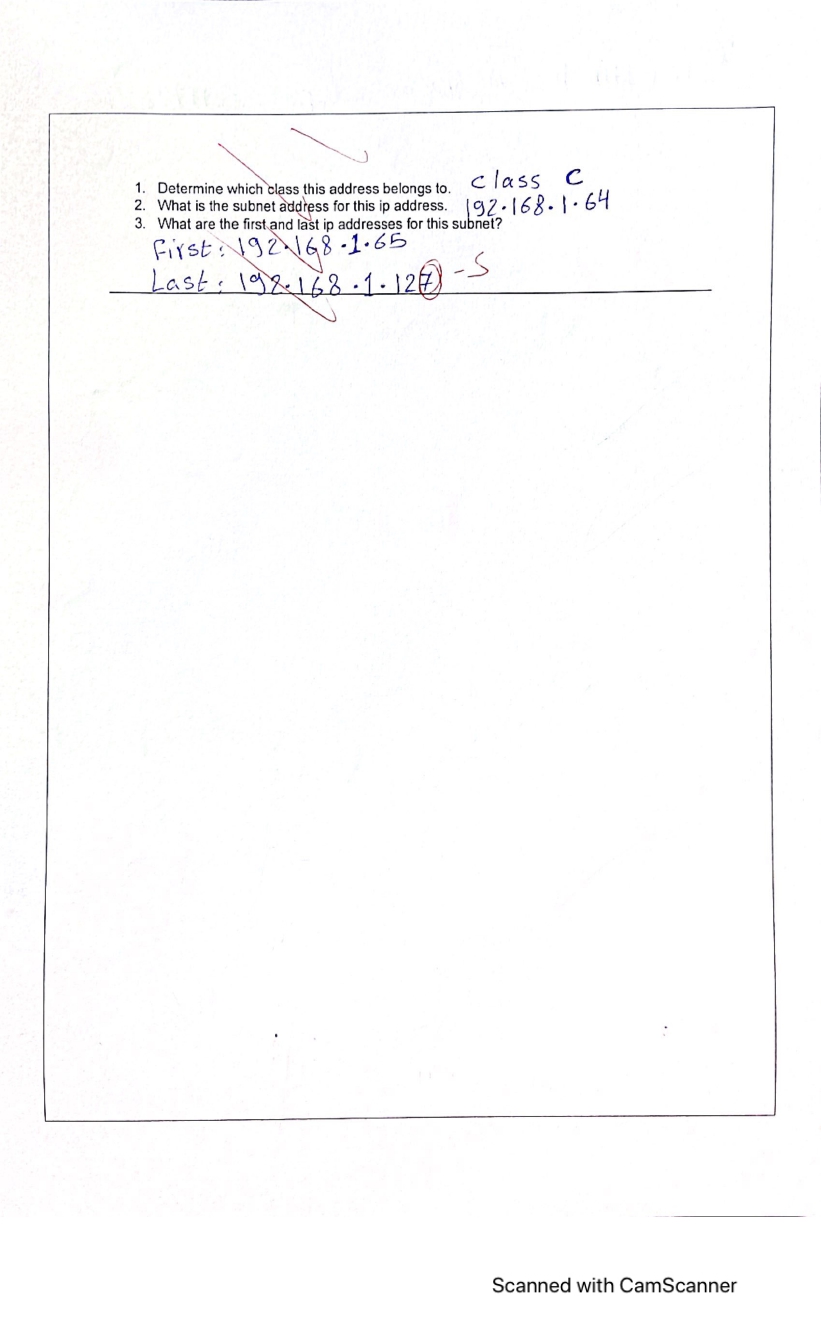 1. Determine which class this address belongs to. class C
2. What is the subnet address for this ip address. 192.168.1.64
3. What are the first and last ip addresses for this subnet?
First: 192.168.1.65
Last: 192.168.1.127 -5
Scanned with CamScanner